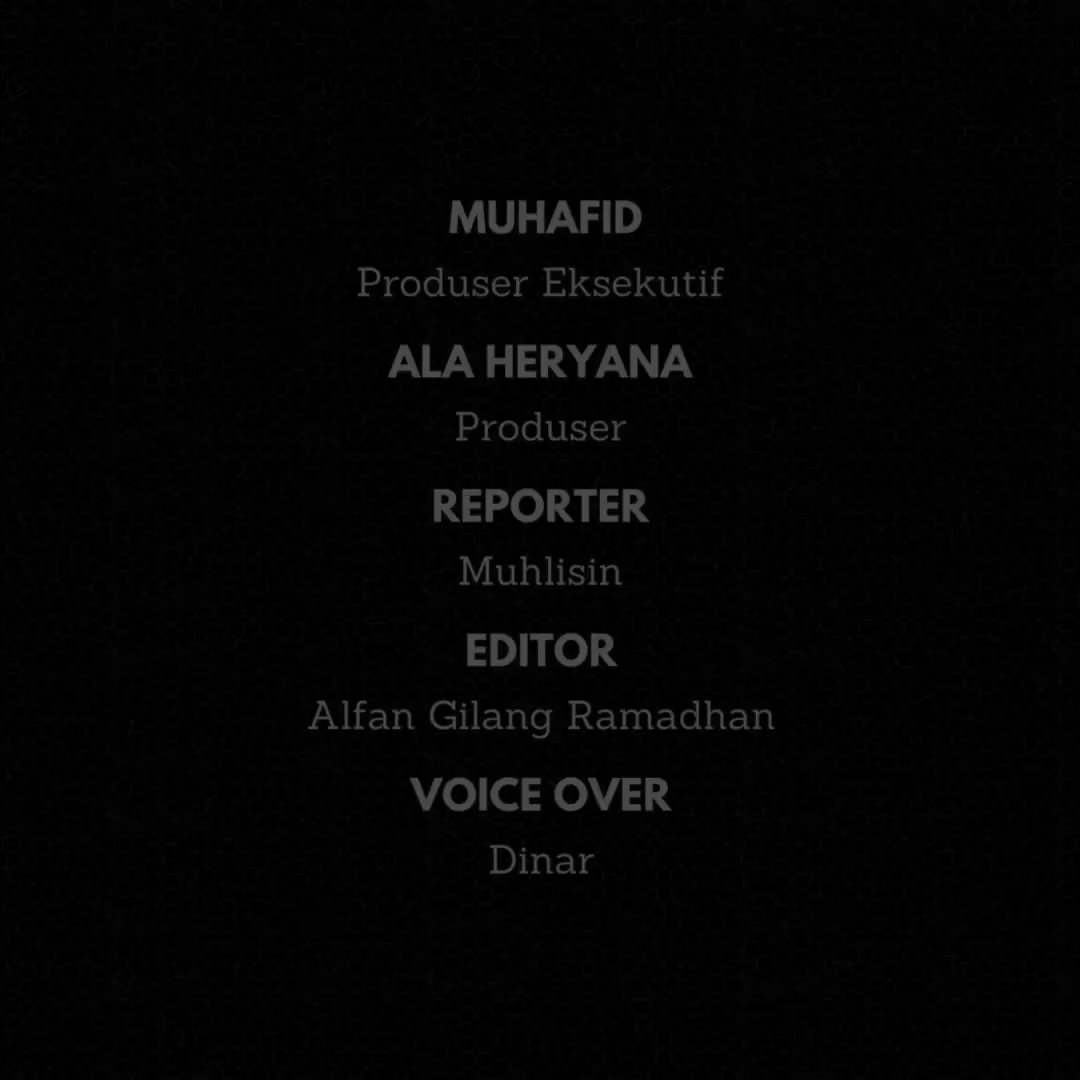 MUHAFID
Produser Eksekutif
ALA HERYANA
Produser
REPORTER
Muhlisin
EDITOR
Alfan Gilang Ramadhan
VOICE OVER
Dinar